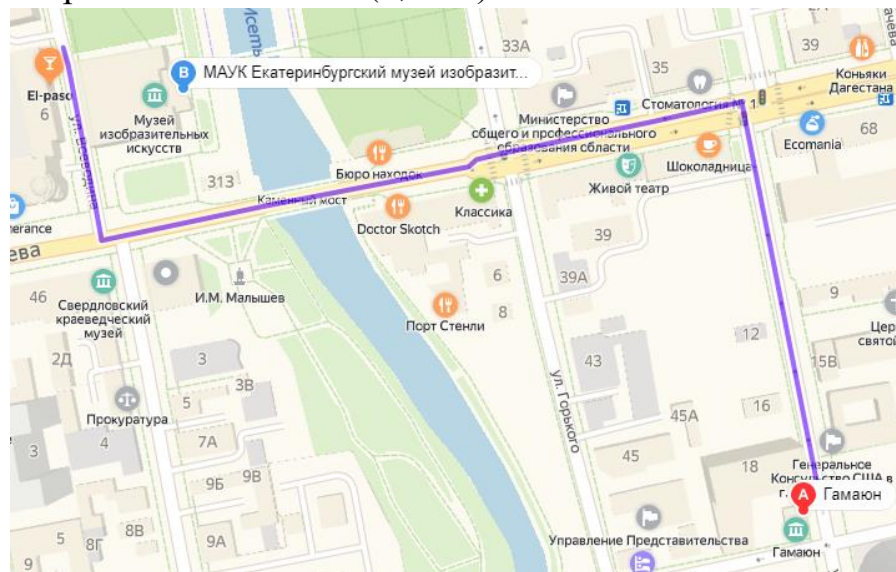 33А
39
Коньяки
Дагестана
Исеть
B МАУК Екатеринбургский музей изобразит...
35
El-paso
6
Музей
изобразительных
искусств
Министерство
общего и профессионального
образования области
Стоматология № 1
Ecomania
68
ул. Воеводина
313
Бюро находок
Шоколадница
Живой театр
Каменный мост
Классика
Doctor Skotch
39
46
Свердловский
краеведческий
музей
И.М. Малышев
6
39А
8
9
Порт Стенли
2Д
3
12
43
15В
3В
ул. Горького
Прокуратура
5
16
45А
3
4
7А
45
18
Генеральное
Консульство США в
9Б
9В
A Гамаюн
5
8Г
8В
9А
Управление Представительства
Гамаюн
9